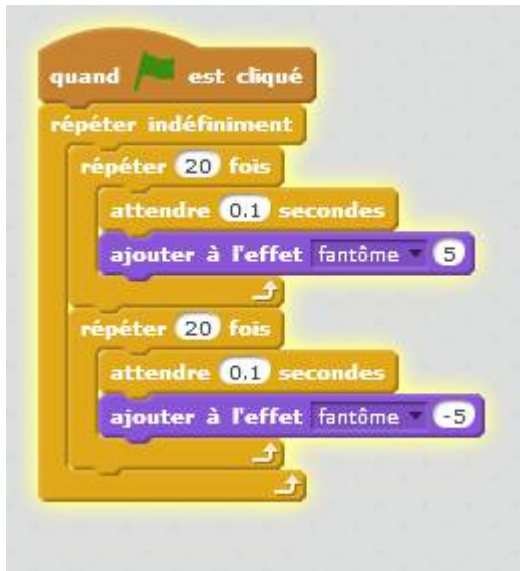 quand est cliqué
répéter indéfiniment
répéter 20 fois
attendre 0.1 secondes
ajouter à l'effet fantôme 5
répéter 20 fois
attendre 0.1 secondes
ajouter à l'effet fantôme -5